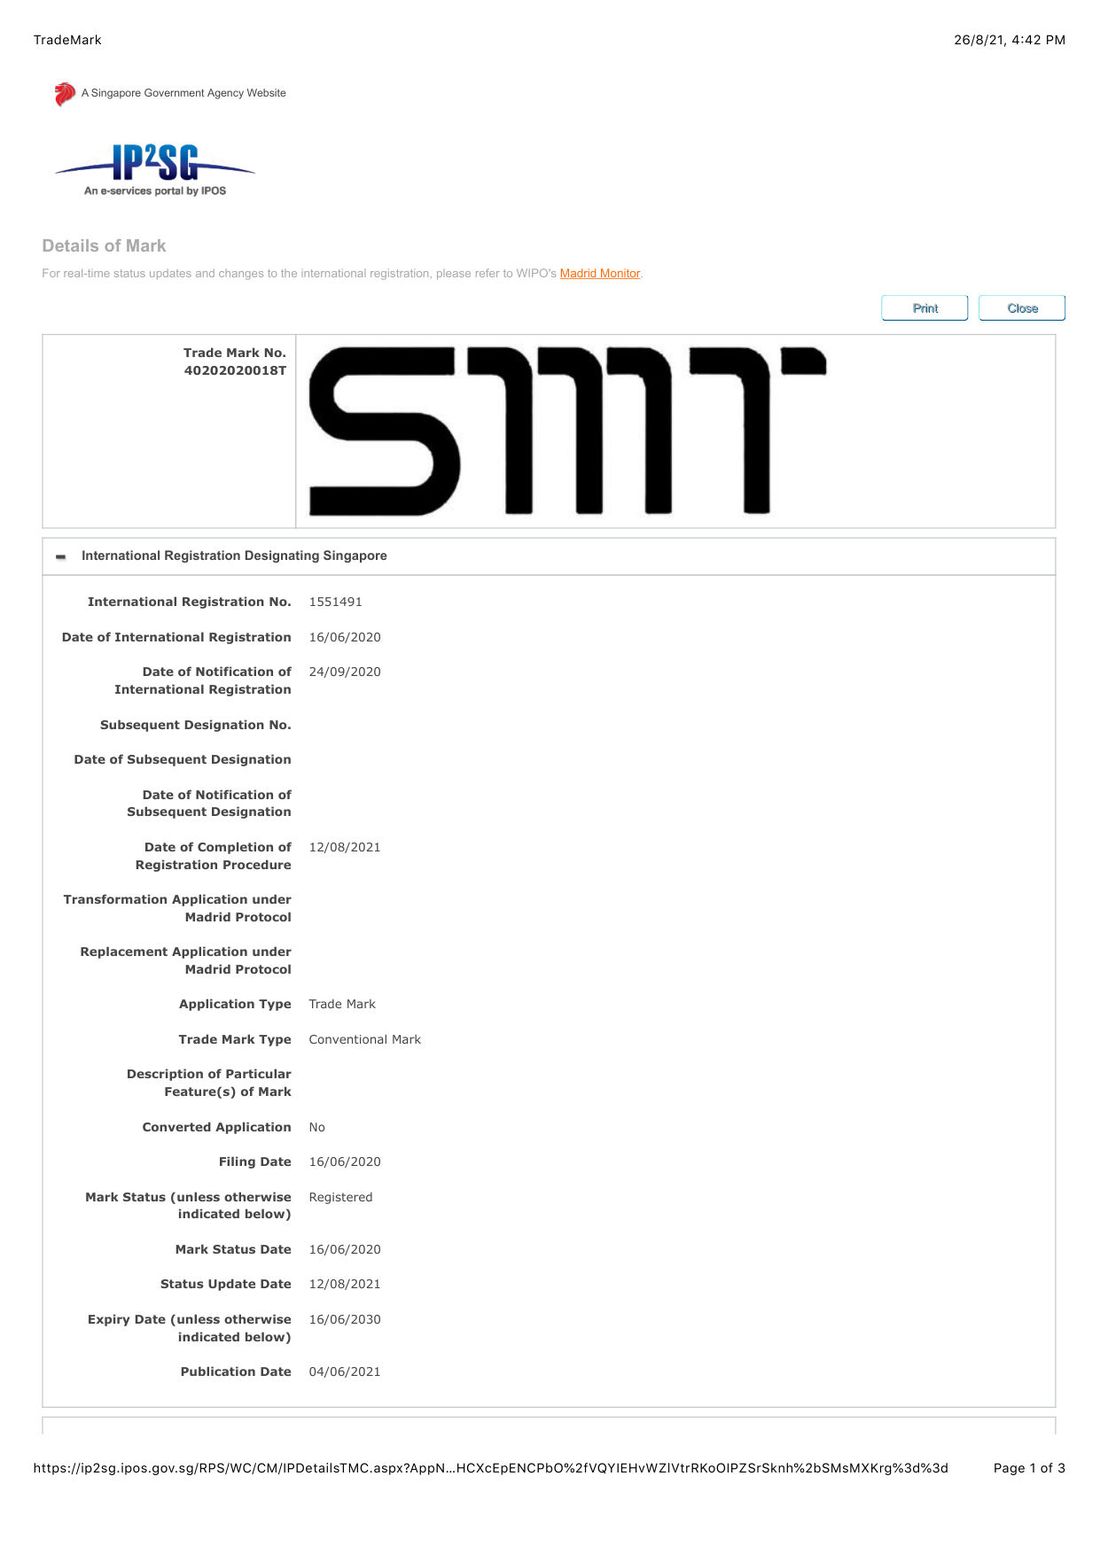 TradeMark
26/8/21, 4:42 PM
A Singapore Government Agency Website
IP2SG
An e-services portal by IPOS
Details of Mark
For real-time status updates and changes to the international registration, please refer to WIPO's Madrid Monitor.
Print
Close
Trade Mark No.
40202020018T
SMT
International Registration Designating Singapore
International Registration No. 1551491
Date of International Registration 16/06/2020
Date of Notification of 24/09/2020
International Registration
Subsequent Designation No.
Date of Subsequent Designation
Date of Notification of
Subsequent Designation
Date of Completion of 12/08/2021
Registration Procedure
Transformation Application under
Madrid Protocol
Replacement Application under
Madrid Protocol
Application Type Trade Mark
Trade Mark Type Conventional Mark
Description of Particular
Feature(s) of Mark
Converted Application No
Filing Date 16/06/2020
Mark Status (unless otherwise Registered
indicated below)
Mark Status Date 16/06/2020
Status Update Date 12/08/2021
Expiry Date (unless otherwise 16/06/2030
indicated below)
Publication Date 04/06/2021
https://ip2sg.ipos.gov.sg/RPS/WC/CM/IPDetailsTMC.aspx?AppN…HCXcEpENCPbO%2fVQYIEHvWZlVtrRKoOIPZSrSknh%2bSMsMXKrg%3d%3d
Page 1 of 3